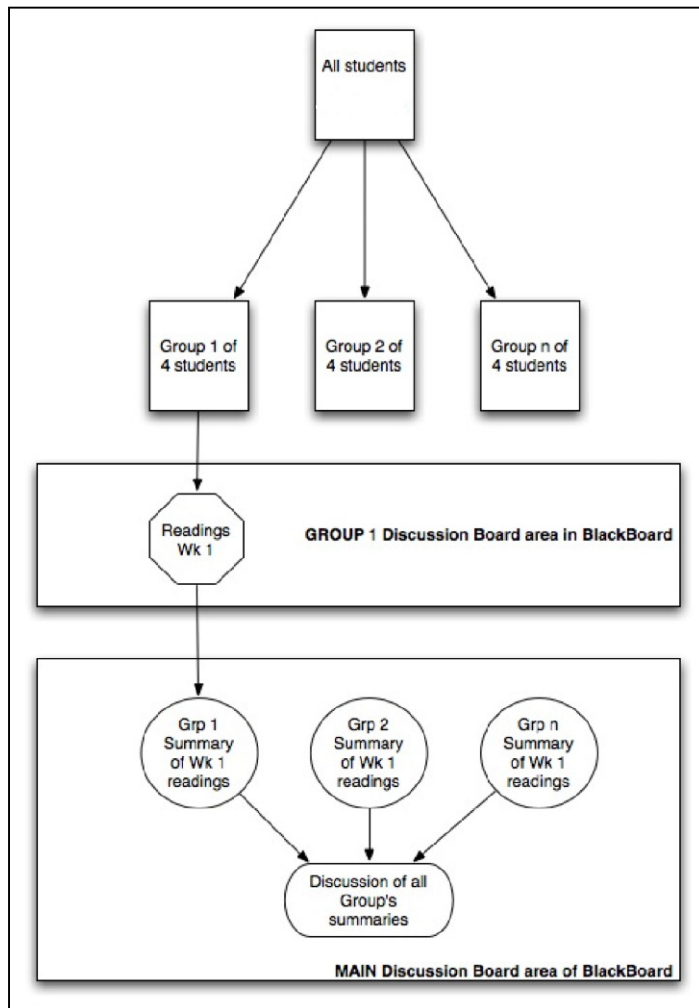 All students
Group 1 of
4 students
Group 2 of
4 students
Group n of
4 students
Readings
Wk 1
GROUP 1 Discussion Board area in BlackBoard
Grp 1
Summary
of Wk 1
readings
Grp 2
Summary
of Wk 1
readings
Grp n
Summary
of Wk 1
readings
Discussion of all
Group's
summaries
MAIN Discussion Board area of BlackBoard